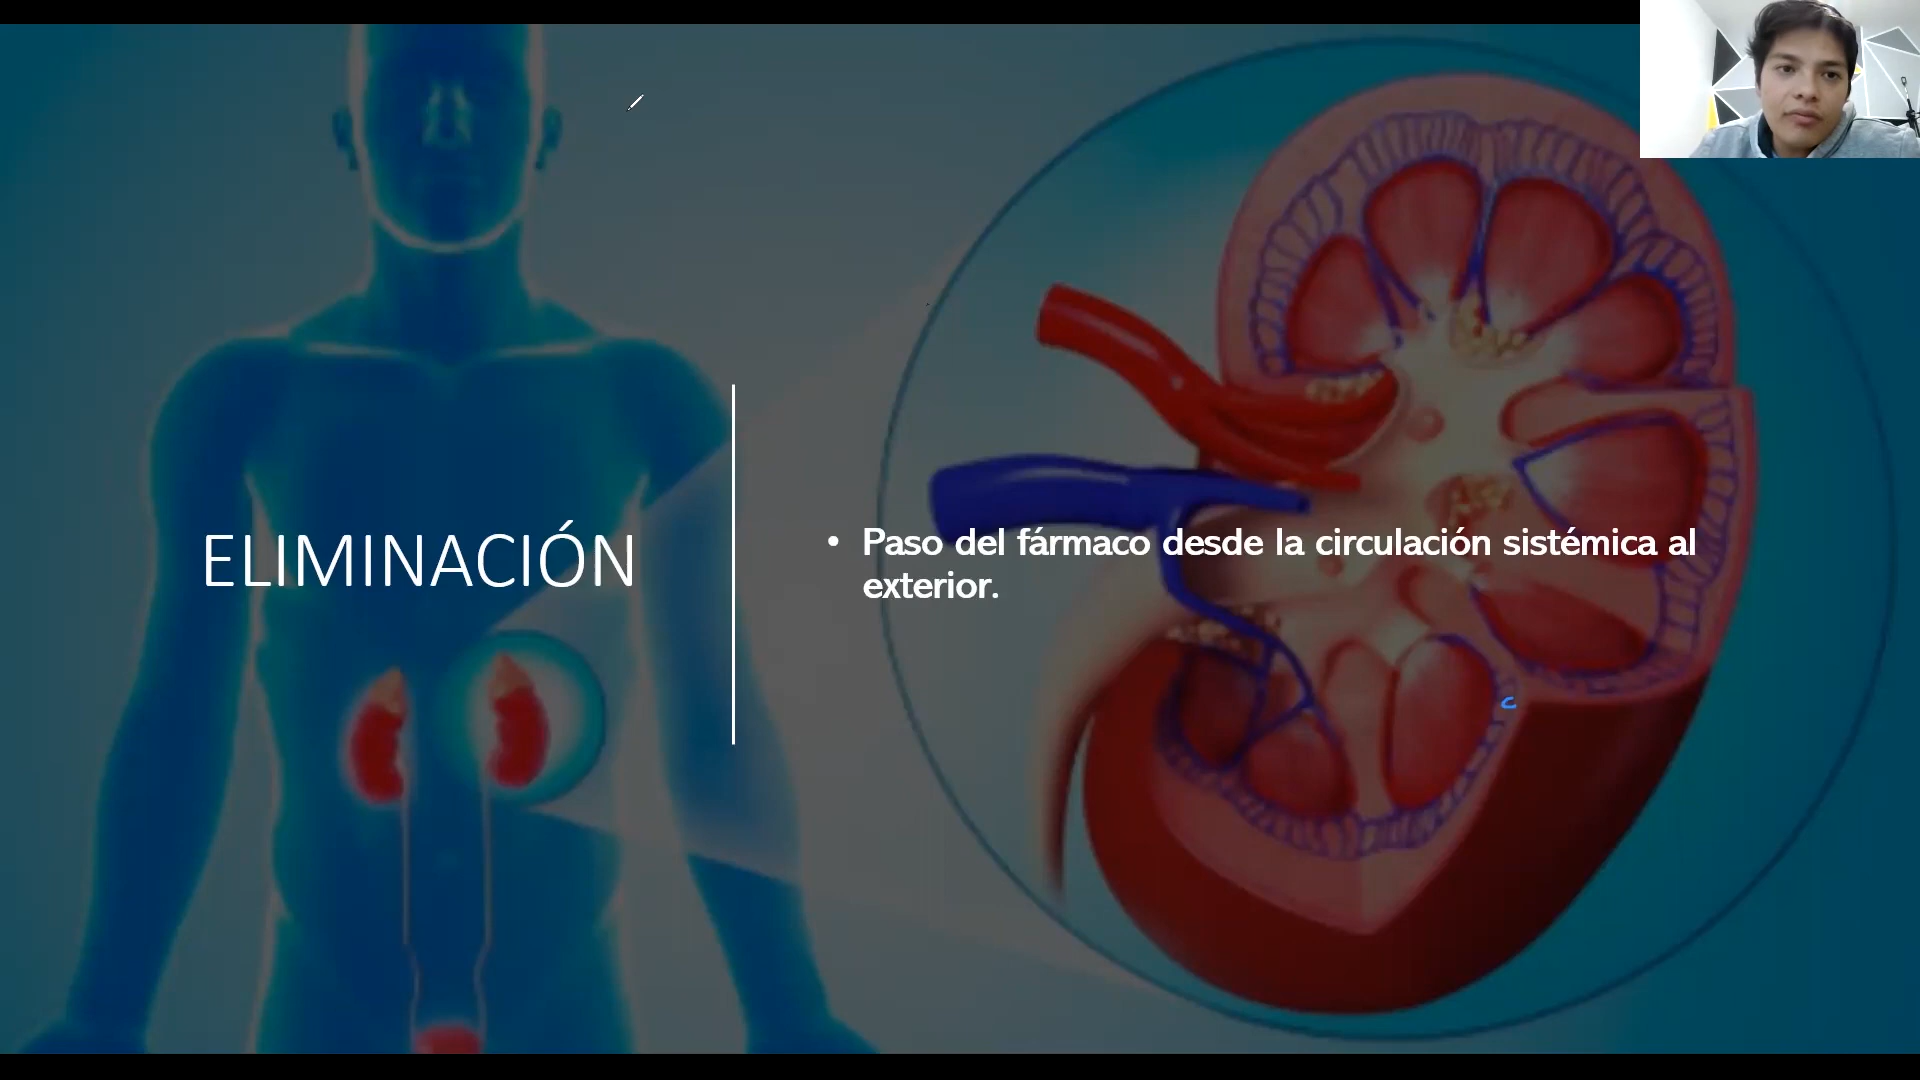 ELIMINACIÓN
• Paso del fármaco desde la circulación sistémica al
exterior.